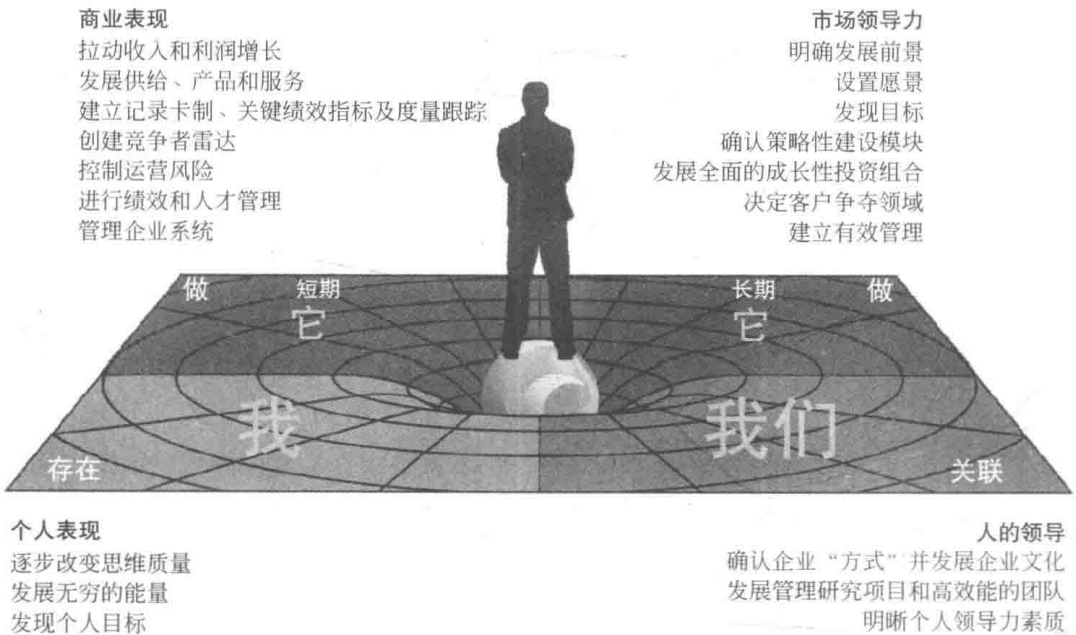 商业表现
拉动收入和利润增长
发展供给、产品和服务
建立记录卡制、关键绩效指标及度量跟踪
创建竞争者雷达
控制运营风险
进行绩效和人才管理
管理企业系统
市场领导力
明确发展前景
设置愿景
发现目标
确认策略性建设模块
发展全面的成长性投资组合
决定客户争夺领域
建立有效管理
做
短期
它
长期
它
做
我
我们
存在
关联
个人表现
逐步改变思维质量
发展无穷的能量
发现个人目标
人的领导
确认企业“方式”并发展企业文化
发展管理研究项目和高效能的团队
明晰个人领导力素质